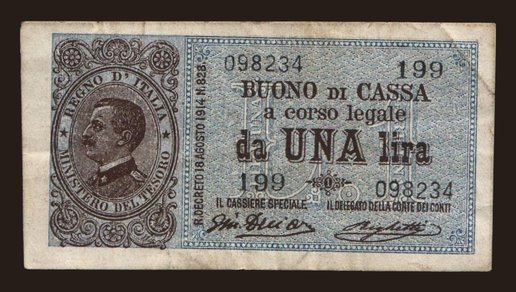 REGNO D'ITALIA
MINISTERO DEL TESORO
R. DECRETO 18 AGOSTO 1914 N. 828.
098234 199
BUONO DI CASSA
a corso legale
da UNA lira
199 098234
IL CASSIERE SPECIALE. IL DELEGATO DELLA CORTE DEI CONTI